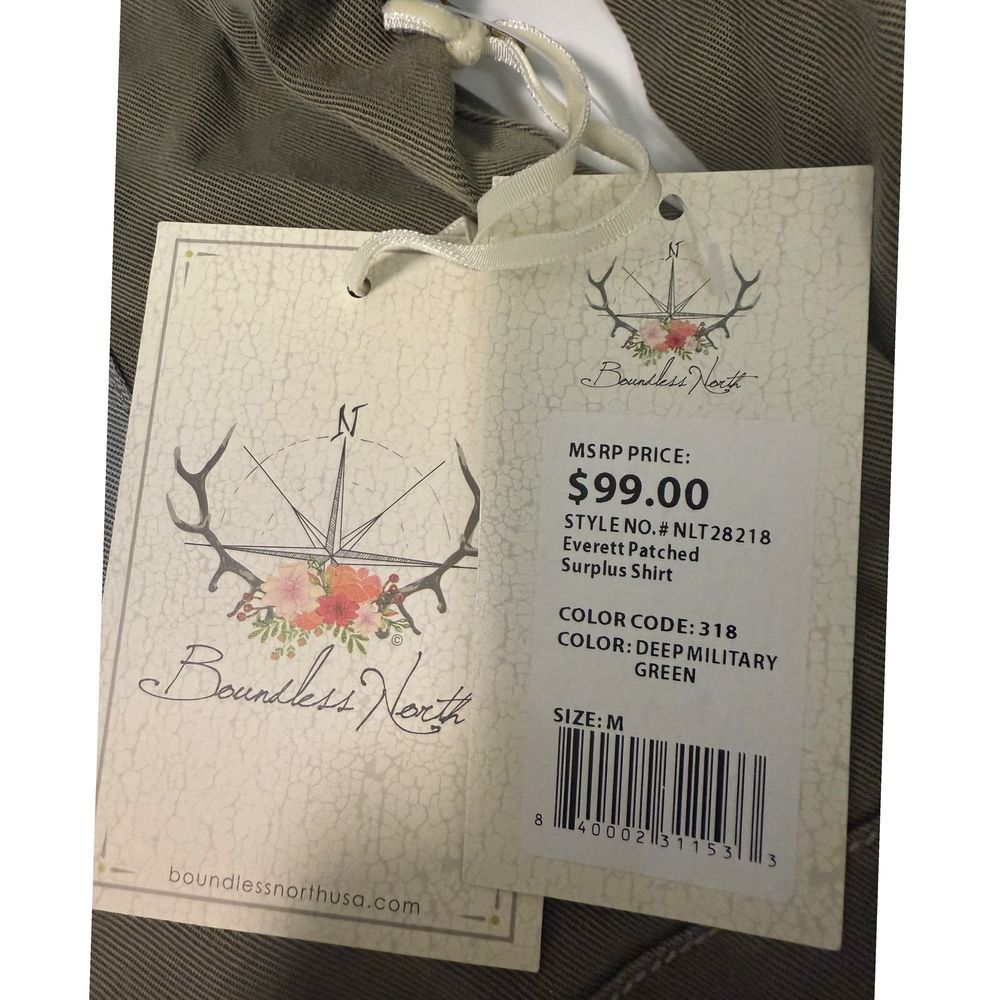 N
©
Boundless North
boundlessnorthusa.com
N
Boundless North
MSRP PRICE:
$99.00
STYLE NO.# NLT28218
Everett Patched
Surplus Shirt
COLOR CODE: 318
COLOR: DEEP MILITARY
GREEN
SIZE: M
8 40002 31153 3